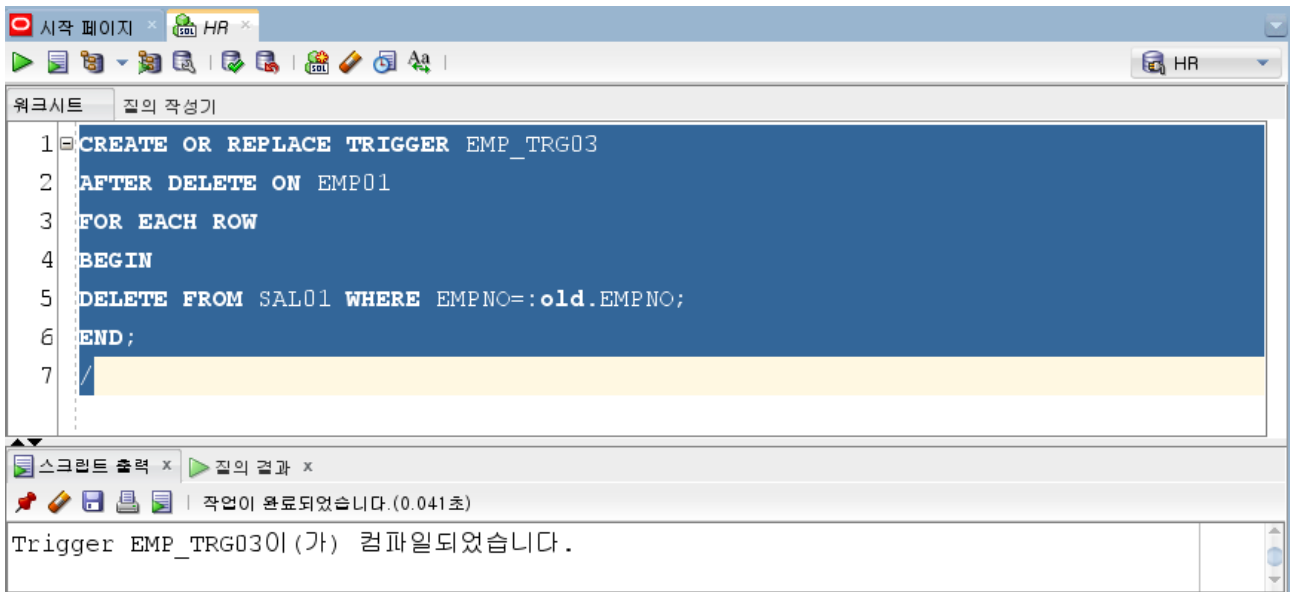 시작 페이지 HR
HR
워크시트 질의 작성기
1 CREATE OR REPLACE TRIGGER EMP_TRG03
2 AFTER DELETE ON EMP01
3 FOR EACH ROW
4 BEGIN
5 DELETE FROM SAL01 WHERE EMPNO=:old.EMPNO;
6 END;
7 /
스크립트 출력 x 질의 결과 x
작업이 완료되었습니다.(0.041초)
Trigger EMP_TRG03이(가) 컴파일되었습니다.